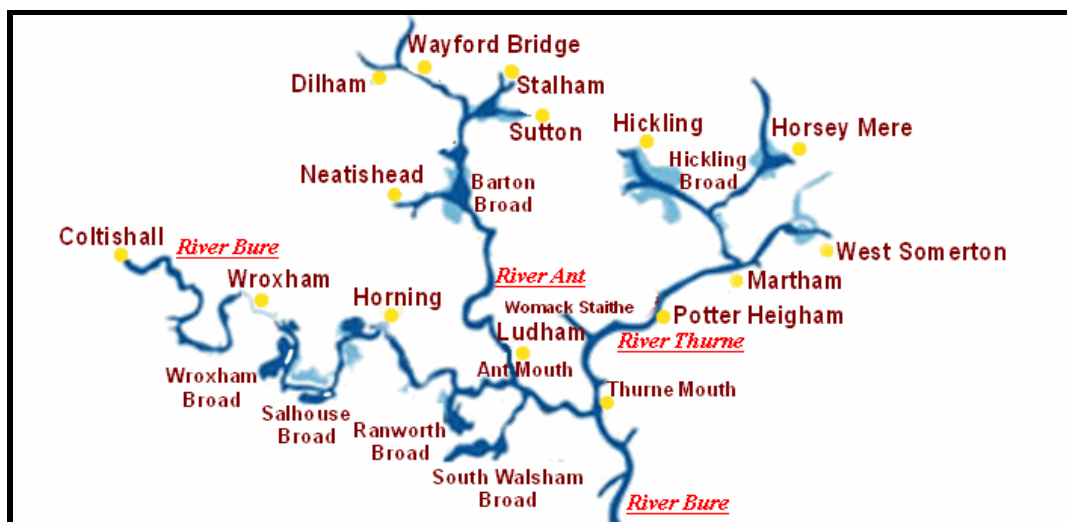 Wayford Bridge
Dilham
Stalham
Sutton
Hickling
Horsey Mere
Hickling
Broad
Neatishead
Barton
Broad
Coltishall
River Bure
West Somerton
Wroxham
River Ant
Martham
Horning
Womack Staithe
Potter Heigham
Ludham
River Thurne
Ant Mouth
Wroxham
Broad
Thurne Mouth
Salhouse
Broad
Ranworth
Broad
South Walsham
Broad
River Bure